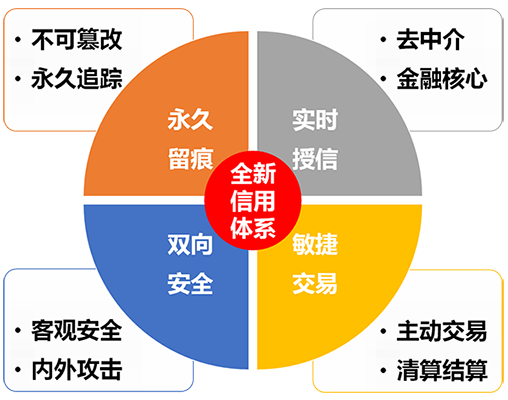 • 不可篡改
• 永久追踪
• 去中介
• 金融核心
永久
留痕
实时
授信
全新
信用
体系
双向
安全
敏捷
交易
• 客观安全
• 内外攻击
• 主动交易
• 清算结算